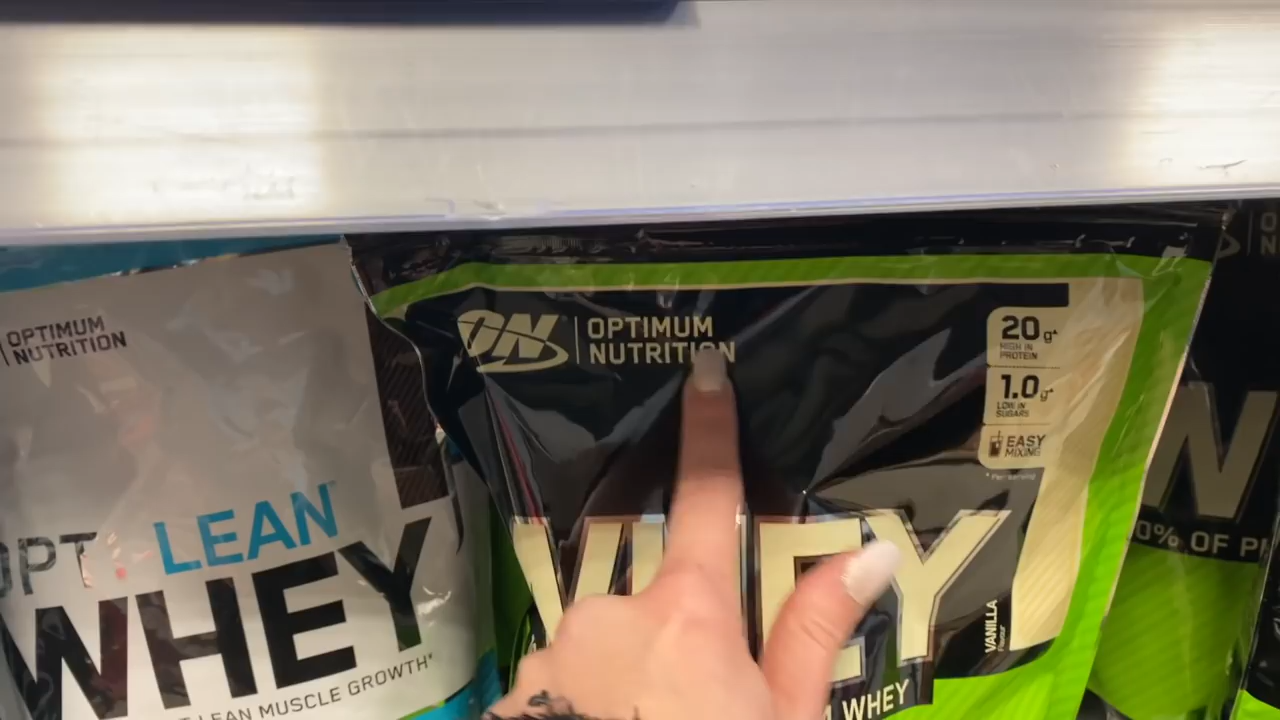 OPTIMUM
NUTRITION
OPT
LEAN
WHEY
LEAN MUSCLE GROWTH*
ON
OPTIMUM
NUTRITION
20g*
HIGH IN
PROTEIN
1.0g*
LOW IN
SUGARS
EASY
MIXING
*Per serving
WHEY
VANILLA
Flavour
WHEY
0% OF